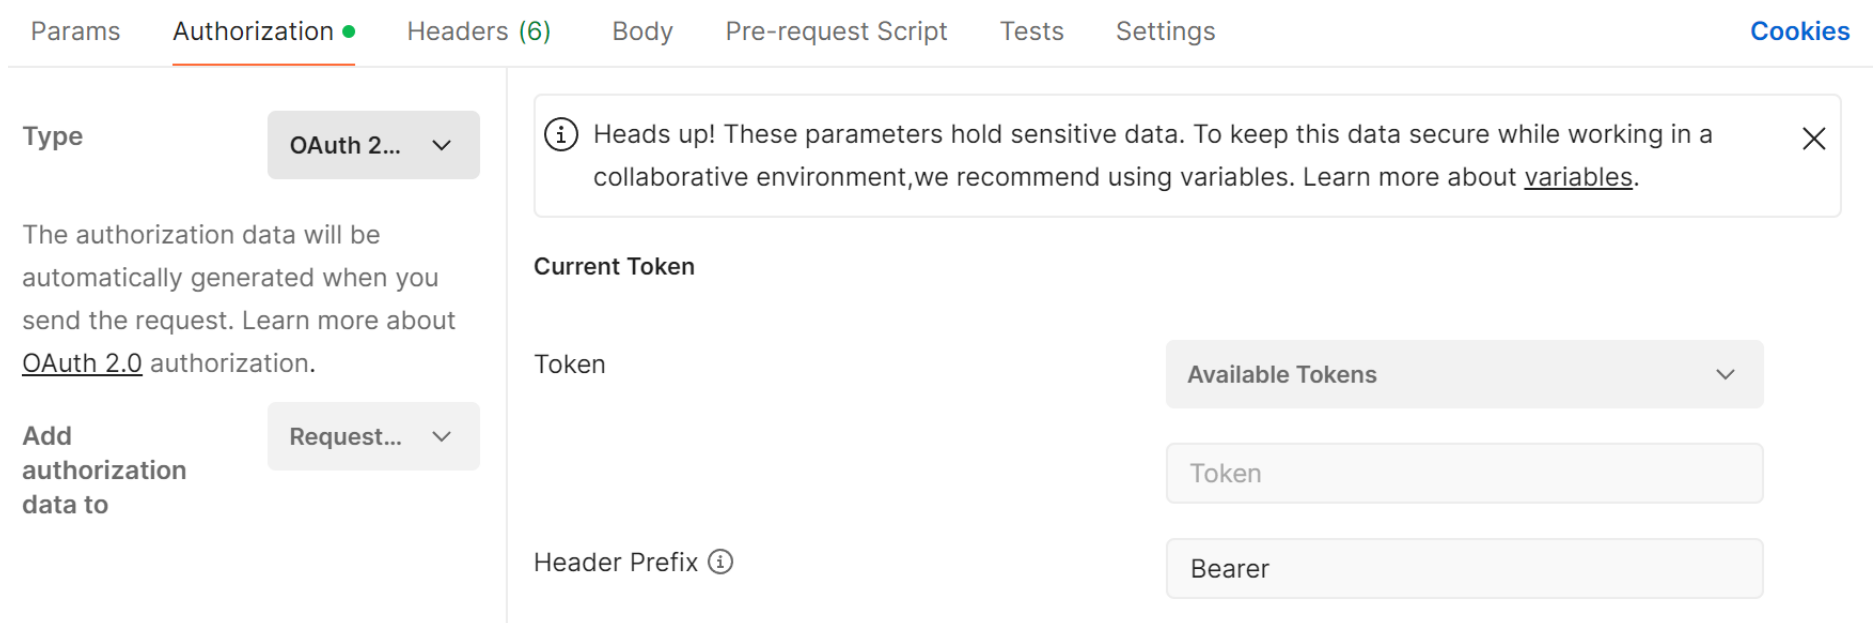 Params Authorization Headers (6) Body Pre-request Script Tests Settings Cookies
Type OAuth 2...
The authorization data will be
automatically generated when you
send the request. Learn more about
OAuth 2.0 authorization.
Add
authorization
data to
Request...
Heads up! These parameters hold sensitive data. To keep this data secure while working in a
collaborative environment,we recommend using variables. Learn more about variables.
Current Token
Token Available Tokens
Token
Header Prefix Bearer